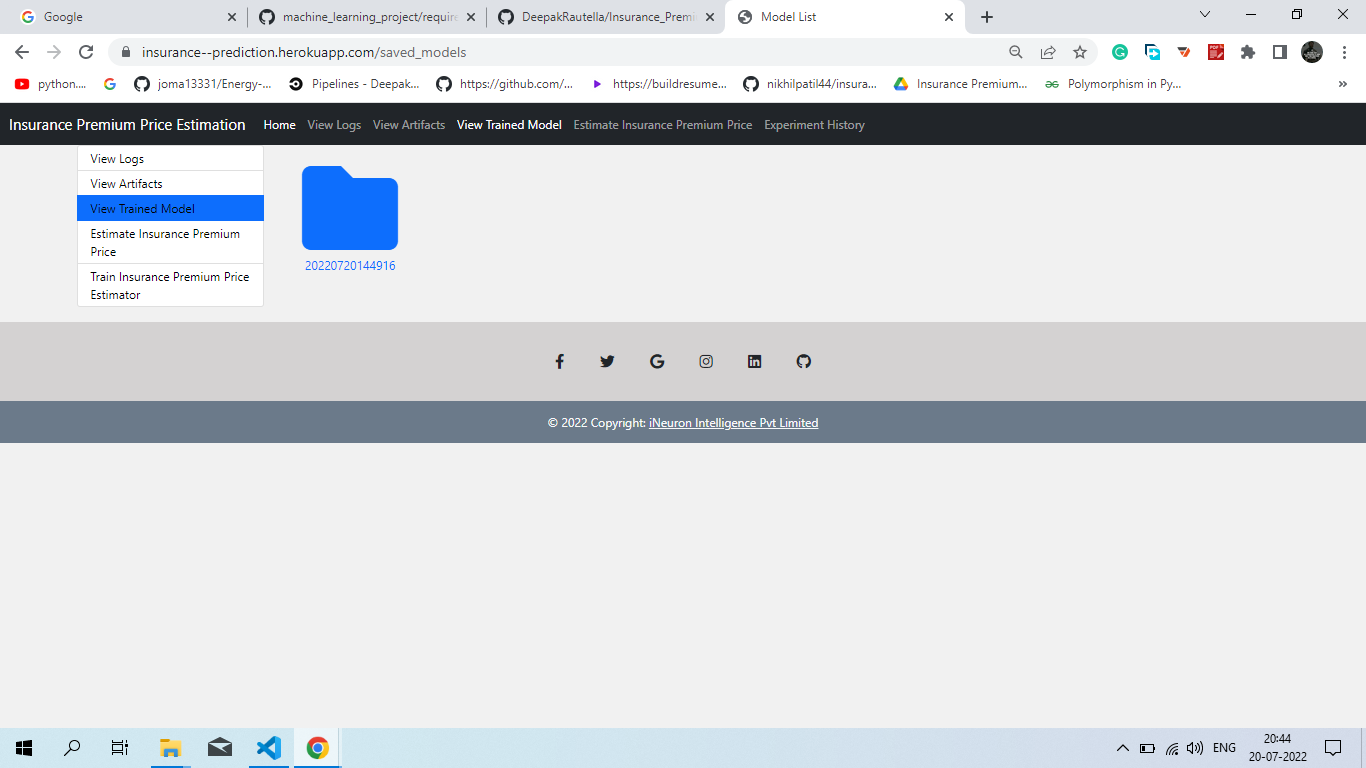 Google
machine_learning_project/require
DeepakRautella/Insurance_Premi
Model List
insurance--prediction.herokuapp.com/saved_models
python....
joma13331/Energy-...
Pipelines - Deepak...
https://github.com/...
https://buildresume...
nikhilpatil44/insura...
Insurance Premium...
Polymorphism in Py...
»
Insurance Premium Price Estimation
Home
View Logs
View Artifacts
View Trained Model
Estimate Insurance Premium Price
Experiment History
View Logs
View Artifacts
View Trained Model
Estimate Insurance Premium
Price
Train Insurance Premium Price
Estimator
20220720144916
© 2022 Copyright: iNeuron Intelligence Pvt Limited
ENG
20:44
20-07-2022